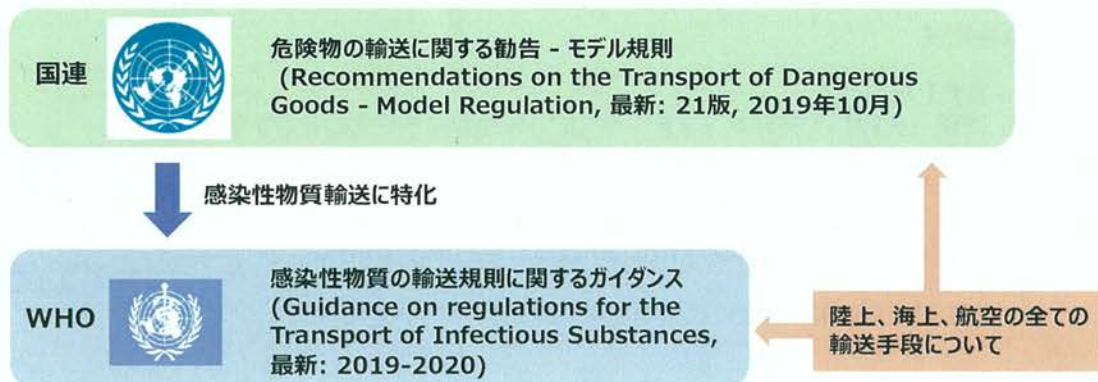 国連
危険物の輸送に関する勧告 - モデル規則
(Recommendations on the Transport of Dangerous
Goods - Model Regulation, 最新: 21版, 2019年10月)
感染性物質輸送に特化
WHO
感染性物質の輸送規則に関するガイダンス
(Guidance on regulations for the
Transport of Infectious Substances,
最新: 2019-2020)
陸上、海上、航空の全ての
輸送手段について